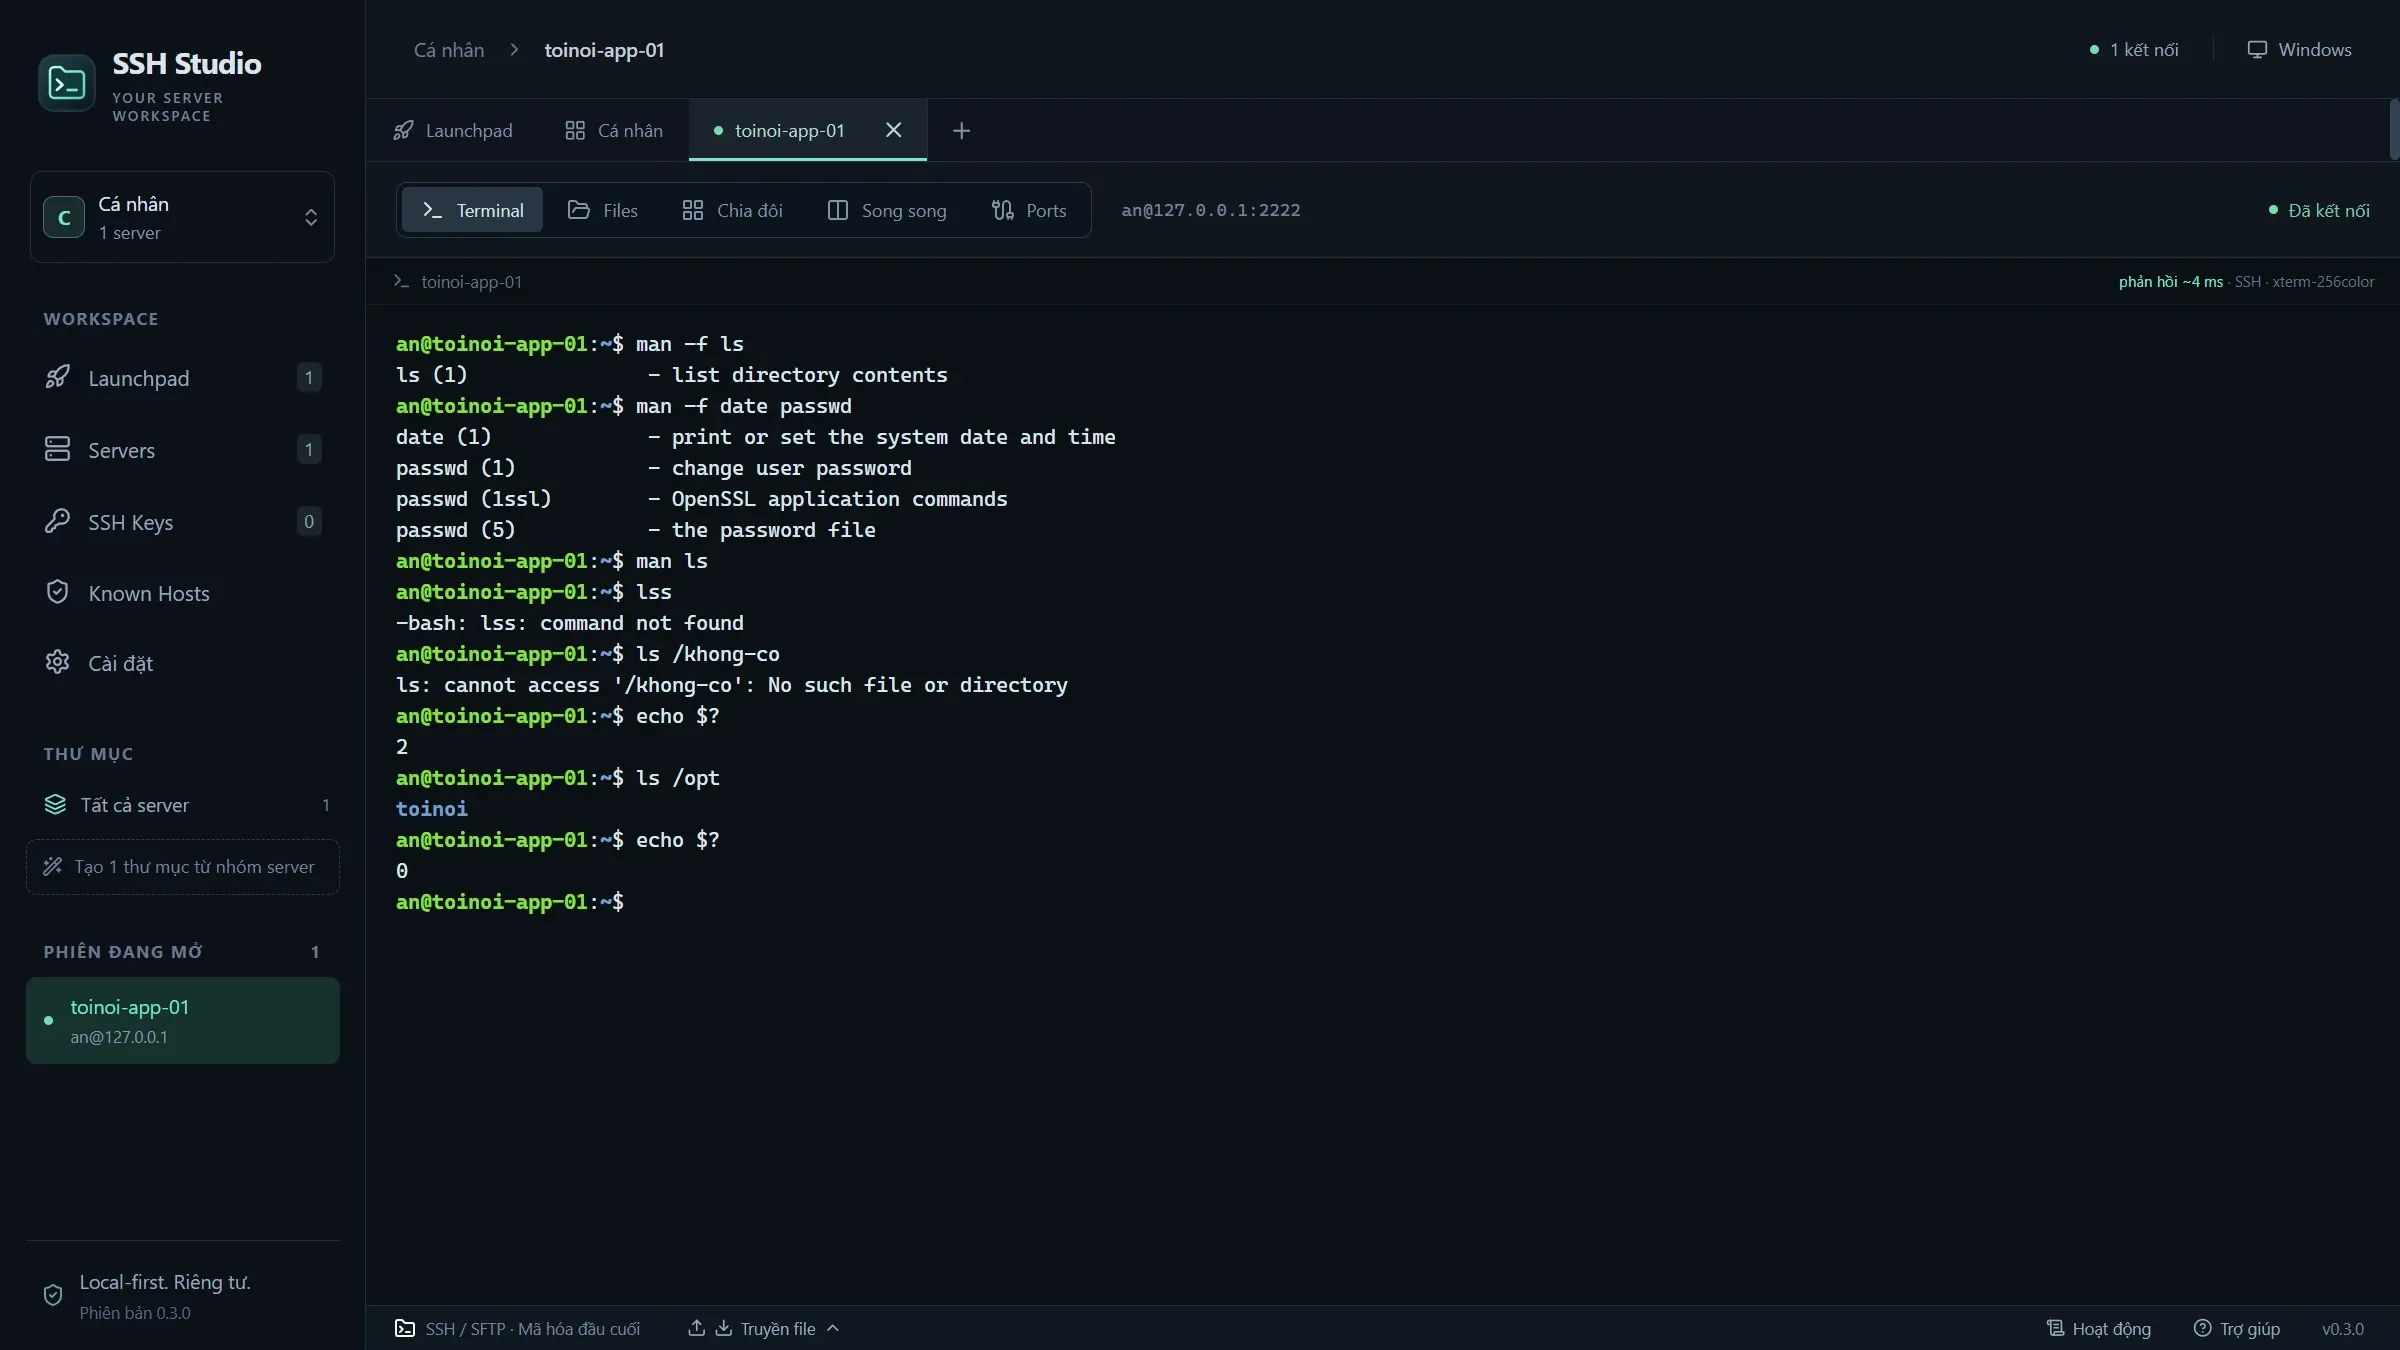 SSH Studio
YOUR SERVER
WORKSPACE
C
Cá nhân
1 server
WORKSPACE
Launchpad 1
Servers 1
SSH Keys 0
Known Hosts
Cài đặt
THƯ MỤC
Tất cả server 1
Tạo 1 thư mục từ nhóm server
PHIÊN ĐANG MỞ 1
toinoi-app-01
an@127.0.0.1
Local-first. Riêng tư.
Phiên bản 0.3.0
Cá nhân > toinoi-app-01
1 kết nối
Windows
Launchpad
Cá nhân
toinoi-app-01
Terminal
Files
Chia đôi
Song song
Ports
an@127.0.0.1:2222
Đã kết nối
toinoi-app-01
phản hồi ~4 ms · SSH · xterm-256color
an@toinoi-app-01:~$ man -f ls
ls (1)               - list directory contents
an@toinoi-app-01:~$ man -f date passwd
date (1)             - print or set the system date and time
passwd (1)           - change user password
passwd (1ssl)        - OpenSSL application commands
passwd (5)           - the password file
an@toinoi-app-01:~$ man ls
an@toinoi-app-01:~$ lss
-bash: lss: command not found
an@toinoi-app-01:~$ ls /khong-co
ls: cannot access '/khong-co': No such file or directory
an@toinoi-app-01:~$ echo $?
2
an@toinoi-app-01:~$ ls /opt
toinoi
an@toinoi-app-01:~$ echo $?
0
an@toinoi-app-01:~$
SSH / SFTP · Mã hóa đầu cuối
Truyền file
Hoạt động
Trợ giúp
v0.3.0